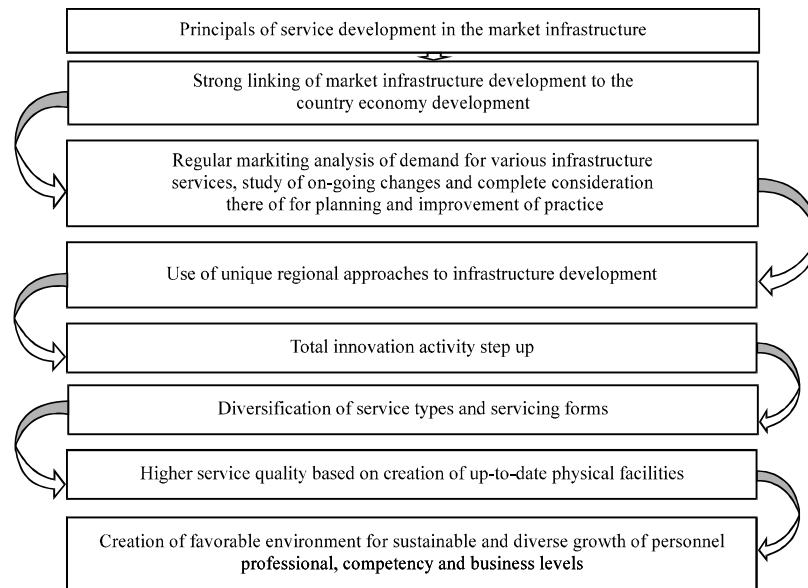 Principals of service development in the market infrastructure
Strong linking of market infrastructure development to the
country economy development
Regular markiting analysis of demand for various infrastructure
services, study of on-going changes and complete consideration
there of for planning and improvement of practice
Use of unique regional approaches to infrastructure development
Total innovation activity step up
Diversification of service types and servicing forms
Higher service quality based on creation of up-to-date physical facilities
Creation of favorable environment for sustainable and diverse growth of personnel
professional, competency and business levels